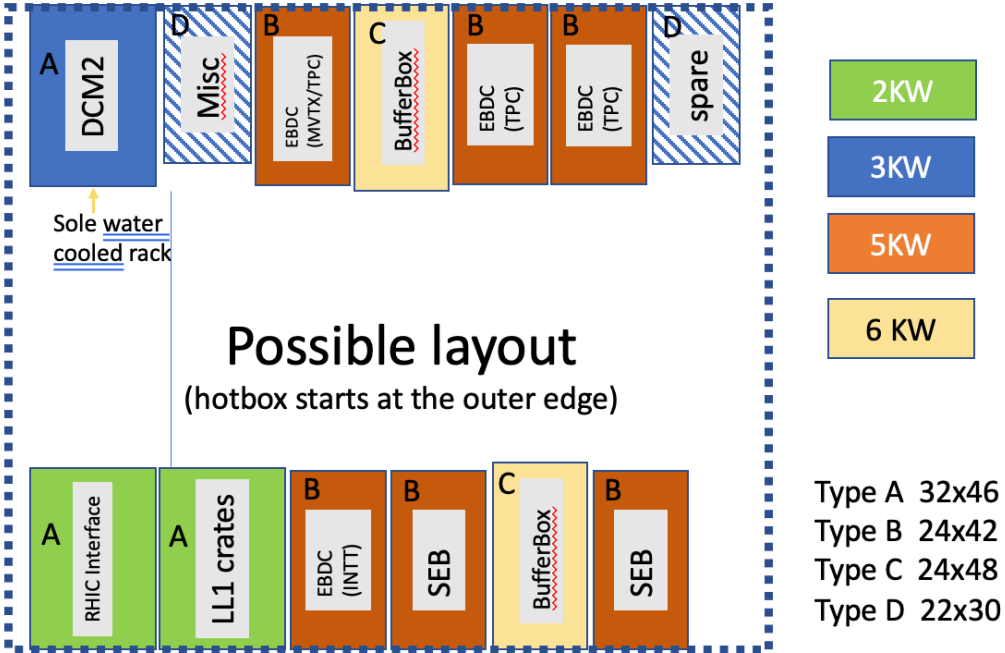 A
DCM2
D
Misc
B
EBDC
(MVTX/TPC)
C
BufferBox
B
EBDC
(TPC)
B
EBDC
(TPC)
D
spare
2KW
3KW
5KW
6 KW
Sole water
cooled rack
Possible layout
(hotbox starts at the outer edge)
A
RHIC Interface
A
LL1 crates
B
EBDC
(INTT)
B
SEB
C
BufferBox
B
SEB
Type A 32x46
Type B 24x42
Type C 24x48
Type D 22x30